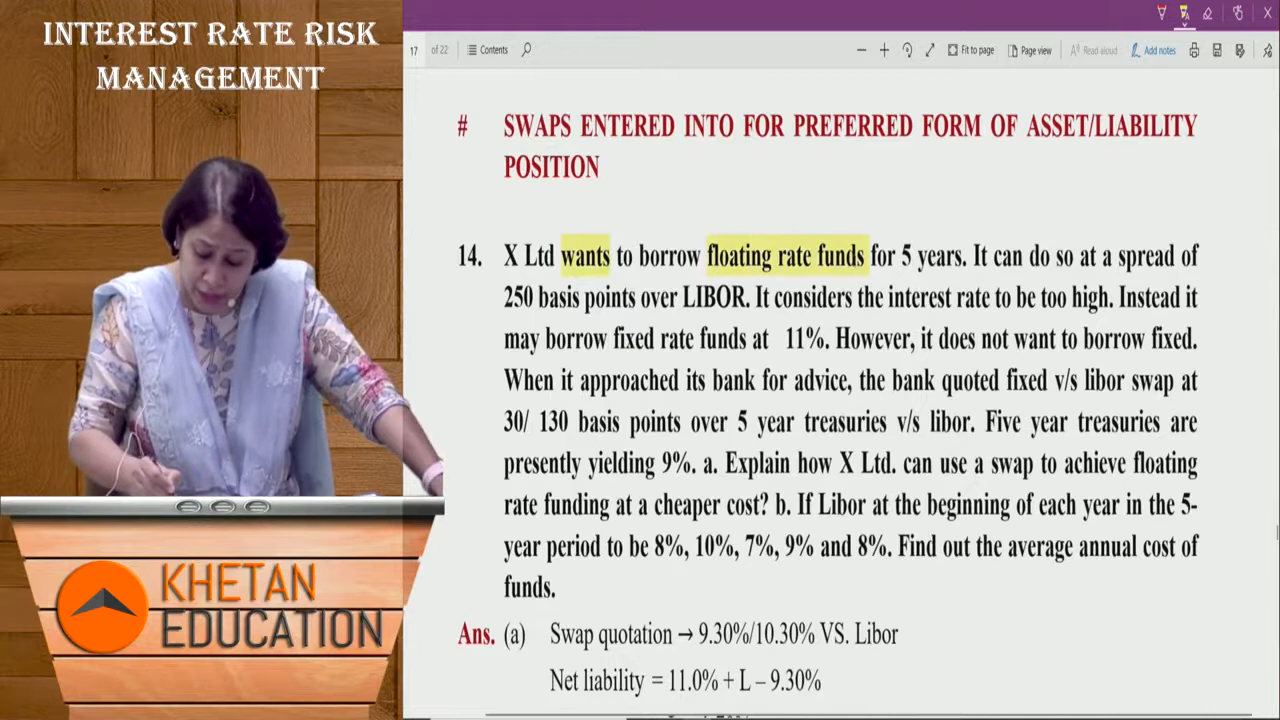 INTEREST RATE RISK
MANAGEMENT
17 of 22
Contents
Fit to page
Page view
Read aloud
Add notes
# SWAPS ENTERED INTO FOR PREFERRED FORM OF ASSET/LIABILITY
POSITION
14. X Ltd wants to borrow floating rate funds for 5 years. It can do so at a spread of
250 basis points over LIBOR. It considers the interest rate to be too high. Instead it
may borrow fixed rate funds at 11%. However, it does not want to borrow fixed.
When it approached its bank for advice, the bank quoted fixed v/s libor swap at
30/ 130 basis points over 5 year treasuries v/s libor. Five year treasuries are
presently yielding 9%. a. Explain how X Ltd. can use a swap to achieve floating
rate funding at a cheaper cost? b. If Libor at the beginning of each year in the 5-
year period to be 8%, 10%, 7%, 9% and 8%. Find out the average annual cost of
funds.
Ans. (a) Swap quotation → 9.30%/10.30% VS. Libor
Net liability = 11.0% + L – 9.30%
KHETAN
EDUCATION